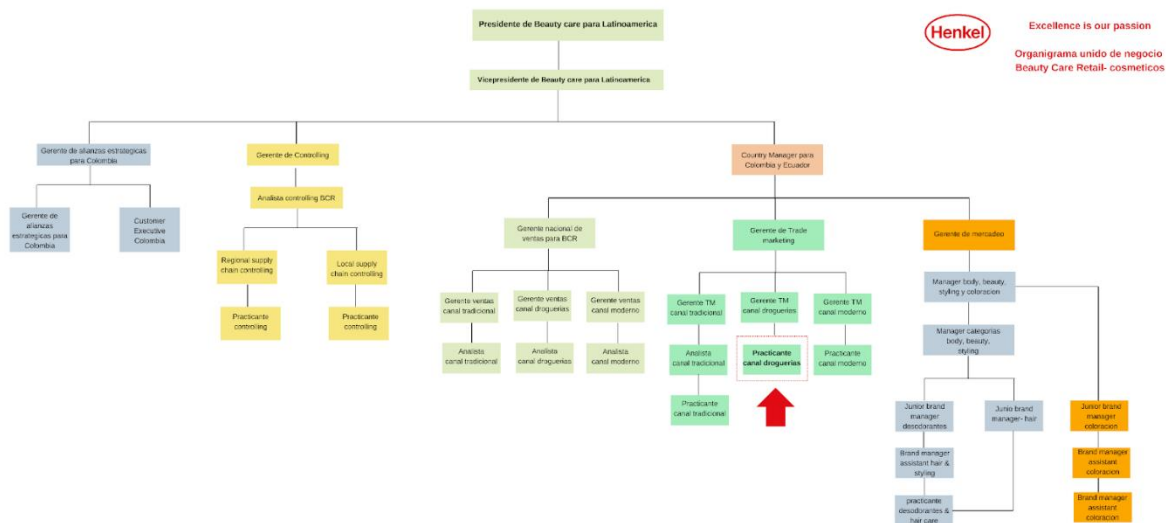 Presidente de Beauty care para Latinoamerica
Henkel
Excellence is our passion
Organigrama unido de negocio
Beauty Care Retail- cosmeticos
Vicepresidente de Beauty care para Latinoamerica
Gerente de alianzas estrategicas
para Colombia
Gerente de Controlling
Country Manager para
Colombia y Ecuador
Analista controlling BCR
Gerente de
alianzas
estrategicas para
Colombia
Customer
Executive
Colombia
Gerente nacional de
ventas para BCR
Gerente de Trade
marketing
Gerente de mercadeo
Regional supply
chain controlling
Local supply
chain controlling
Manager body, beauty,
styling y coloracion
Gerente ventas
canal tradicional
Gerente ventas
canal droguerias
Gerente ventas
canal moderno
Gerente TM
canal tradicional
Gerente TM
canal droguerias
Gerente TM
canal moderno
Practicante
controlling
Practicante
controlling
Manager categorias
body, beauty,
styling
Analista
canal tradicional
Analista
canal droguerias
Analista
canal moderno
Analista
canal tradicional
Practicante
canal droguerias
Practicante
canal moderno
Practicante
canal tradicional
Junior brand
manager
desodorantes
Junio brand
manager- hair
Junior brand
manager
coloracion
Brand manager
assistant hair &
styling
Brand manager
assistant
coloracion
practicante
desodorantes &
hair care
Brand manager
assistant
coloracion